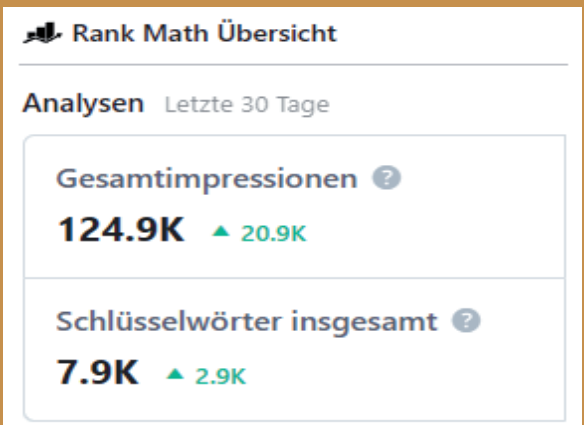 Rank Math Übersicht
Analysen Letzte 30 Tage
Gesamtimpressionen ?
124.9K ▲ 20.9K
Schlüsselwörter insgesamt ?
7.9K ▲ 2.9K